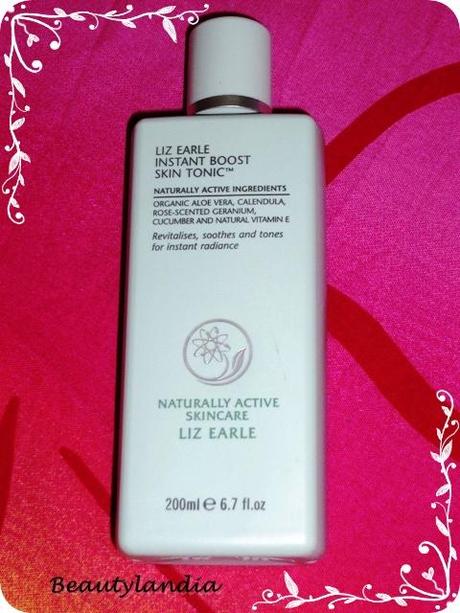 LIZ EARLE
INSTANT BOOST
SKIN TONIC™
NATURALLY ACTIVE INGREDIENTS
ORGANIC ALOE VERA, CALENDULA,
ROSE-SCENTED GERANIUM,
CUCUMBER AND NATURAL VITAMIN E
Revitalises, soothes and tones
for instant radiance
NATURALLY ACTIVE
SKINCARE
LIZ EARLE
200ml ℮ 6.7 fl.oz
Beautylandia